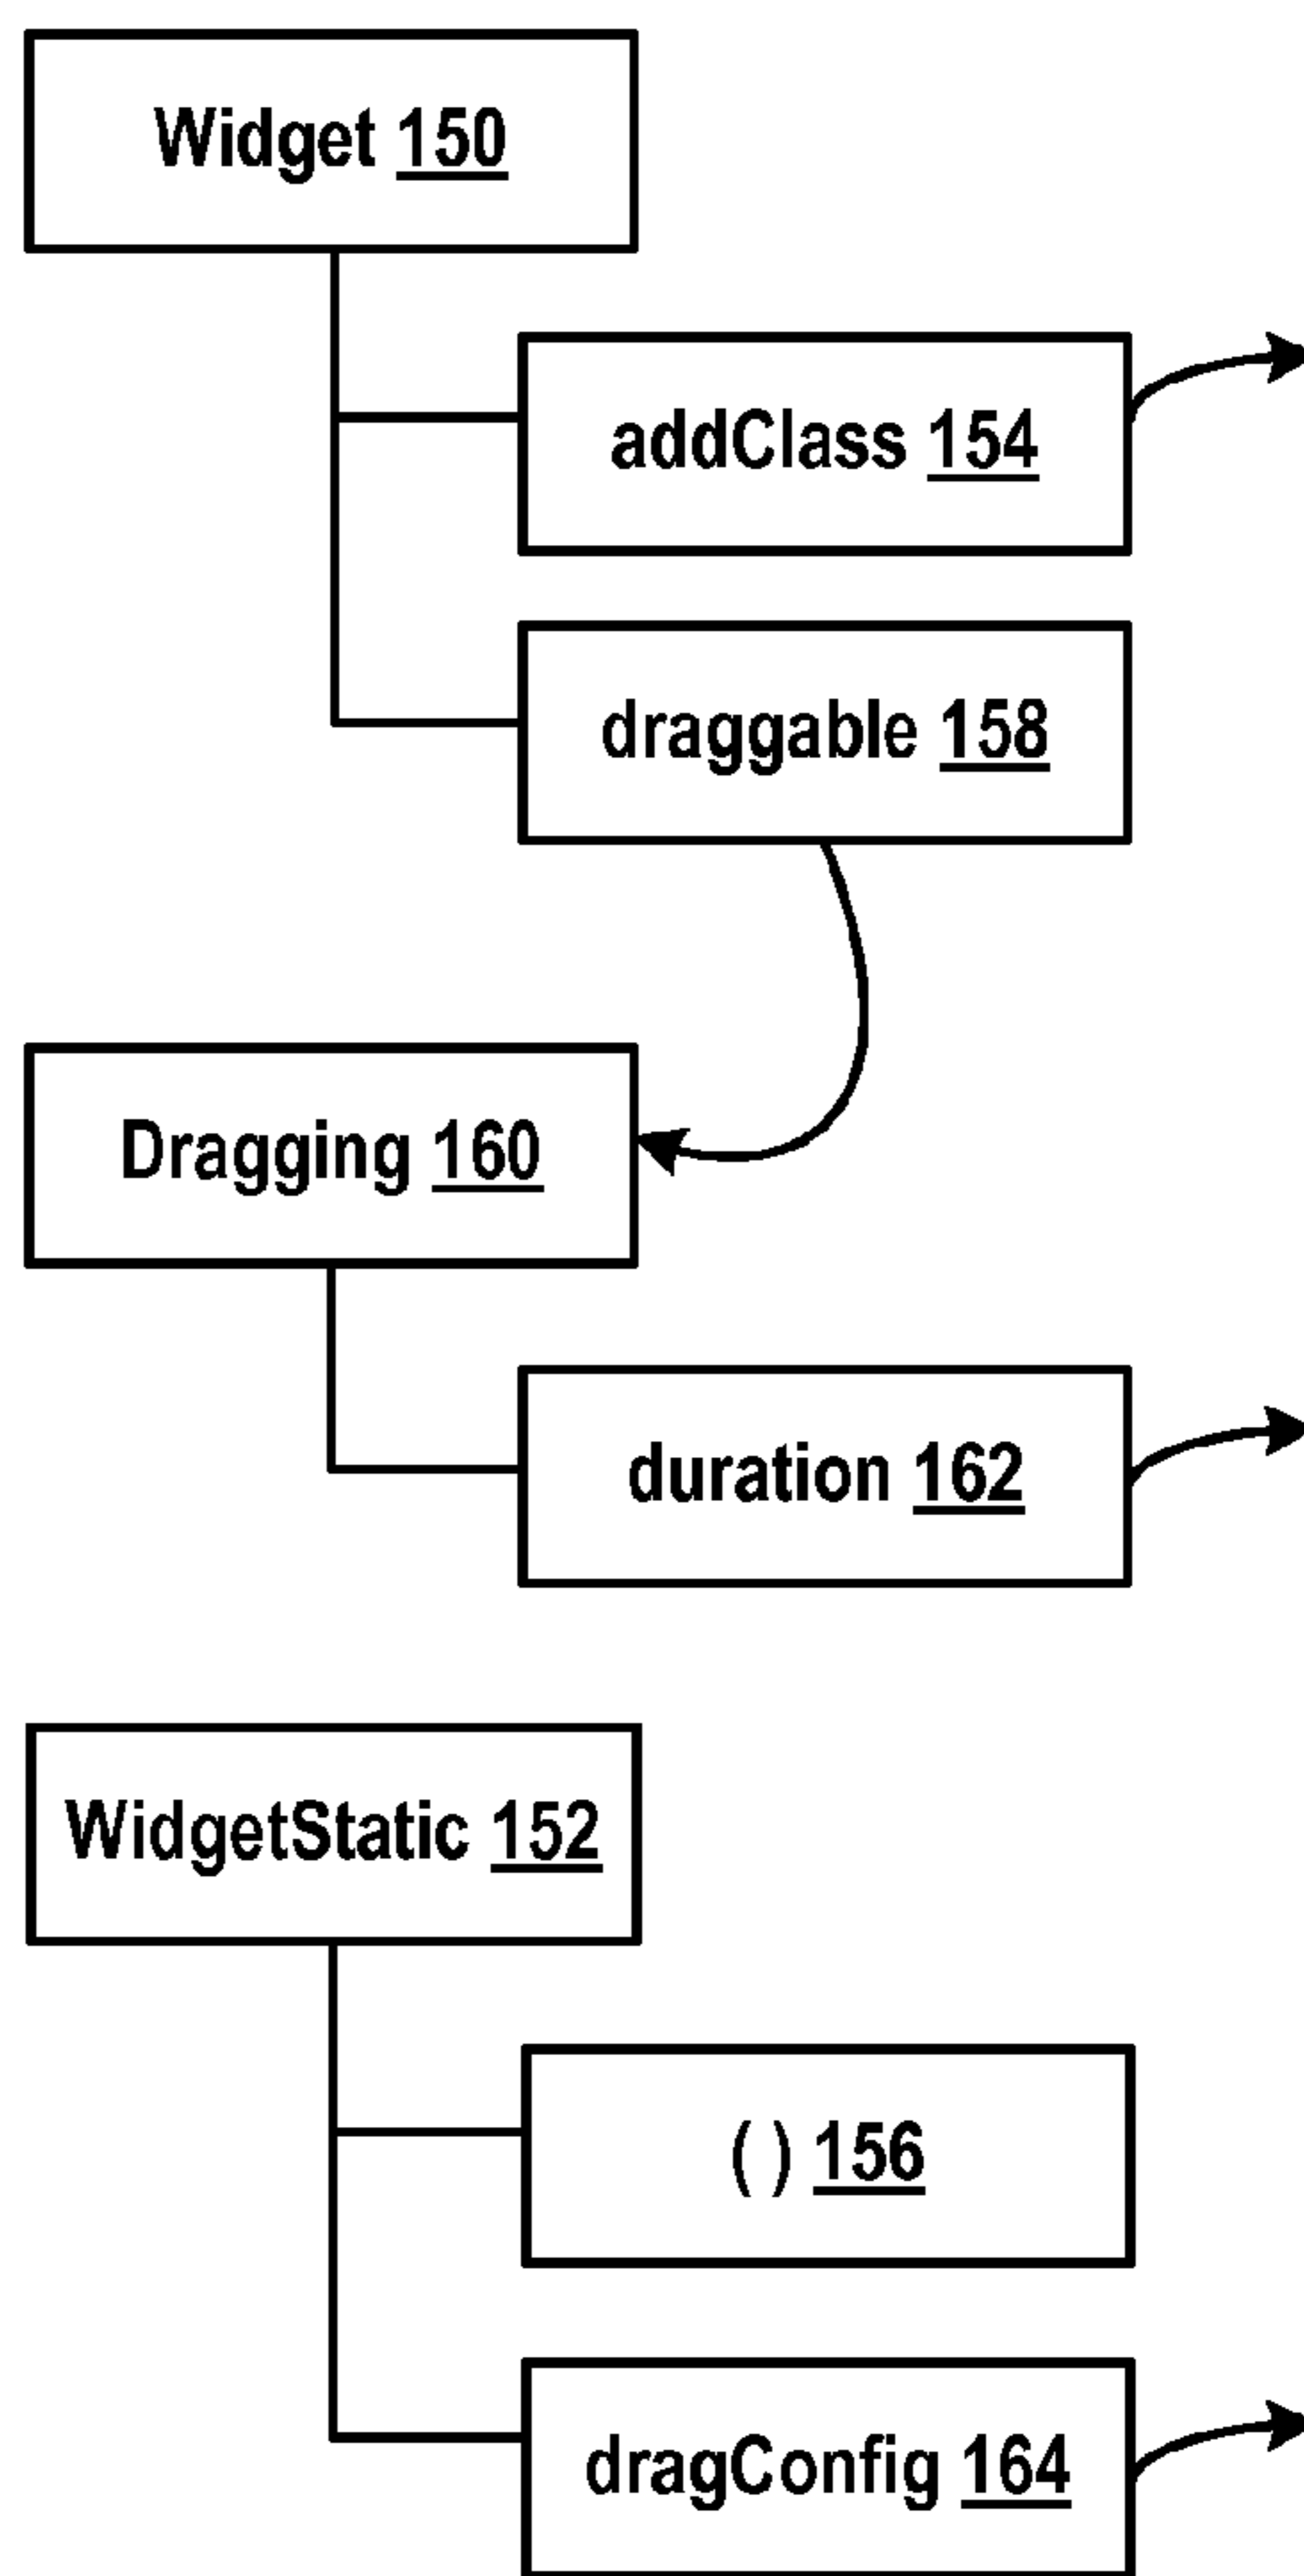 Widget 150
addClass 154
draggable 158
Dragging 160
duration 162
WidgetStatic 152
( ) 156
dragConfig 164